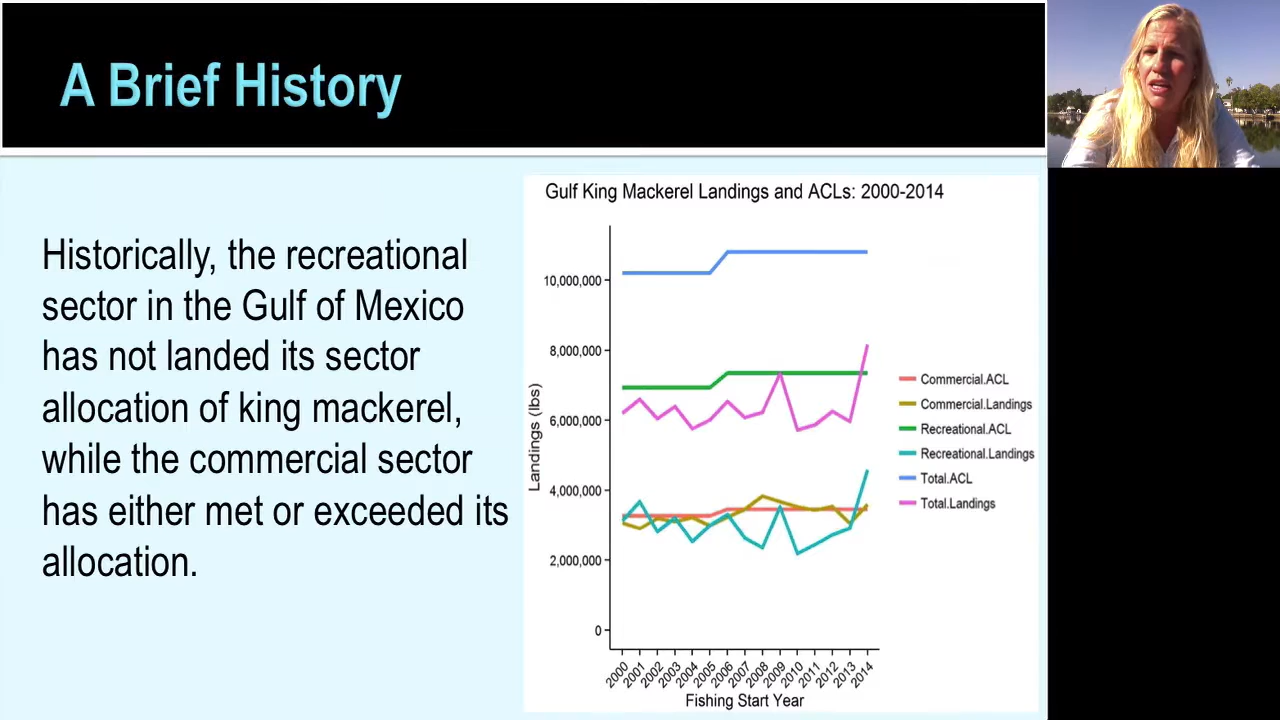 A Brief History
Historically, the recreational
sector in the Gulf of Mexico
has not landed its sector
allocation of king mackerel,
while the commercial sector
has either met or exceeded its
allocation.
Gulf King Mackerel Landings and ACLs: 2000-2014
Landings (lbs)
10,000,000
8,000,000
6,000,000
4,000,000
2,000,000
0
2000 2001 2002 2003 2004 2005 2006 2007 2008 2009 2010 2011 2012 2013 2014
Fishing Start Year
Commercial.ACL
Commercial.Landings
Recreational.ACL
Recreational.Landings
Total.ACL
Total.Landings